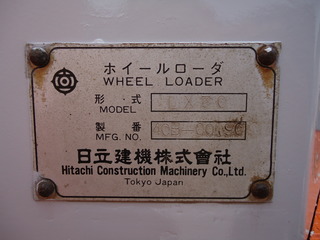 ホイールローダ
WHEEL LOADER
形式
MODEL
製番
MFG. NO.
日立建機株式會社
Hitachi Construction Machinery Co.,Ltd.
Tokyo Japan